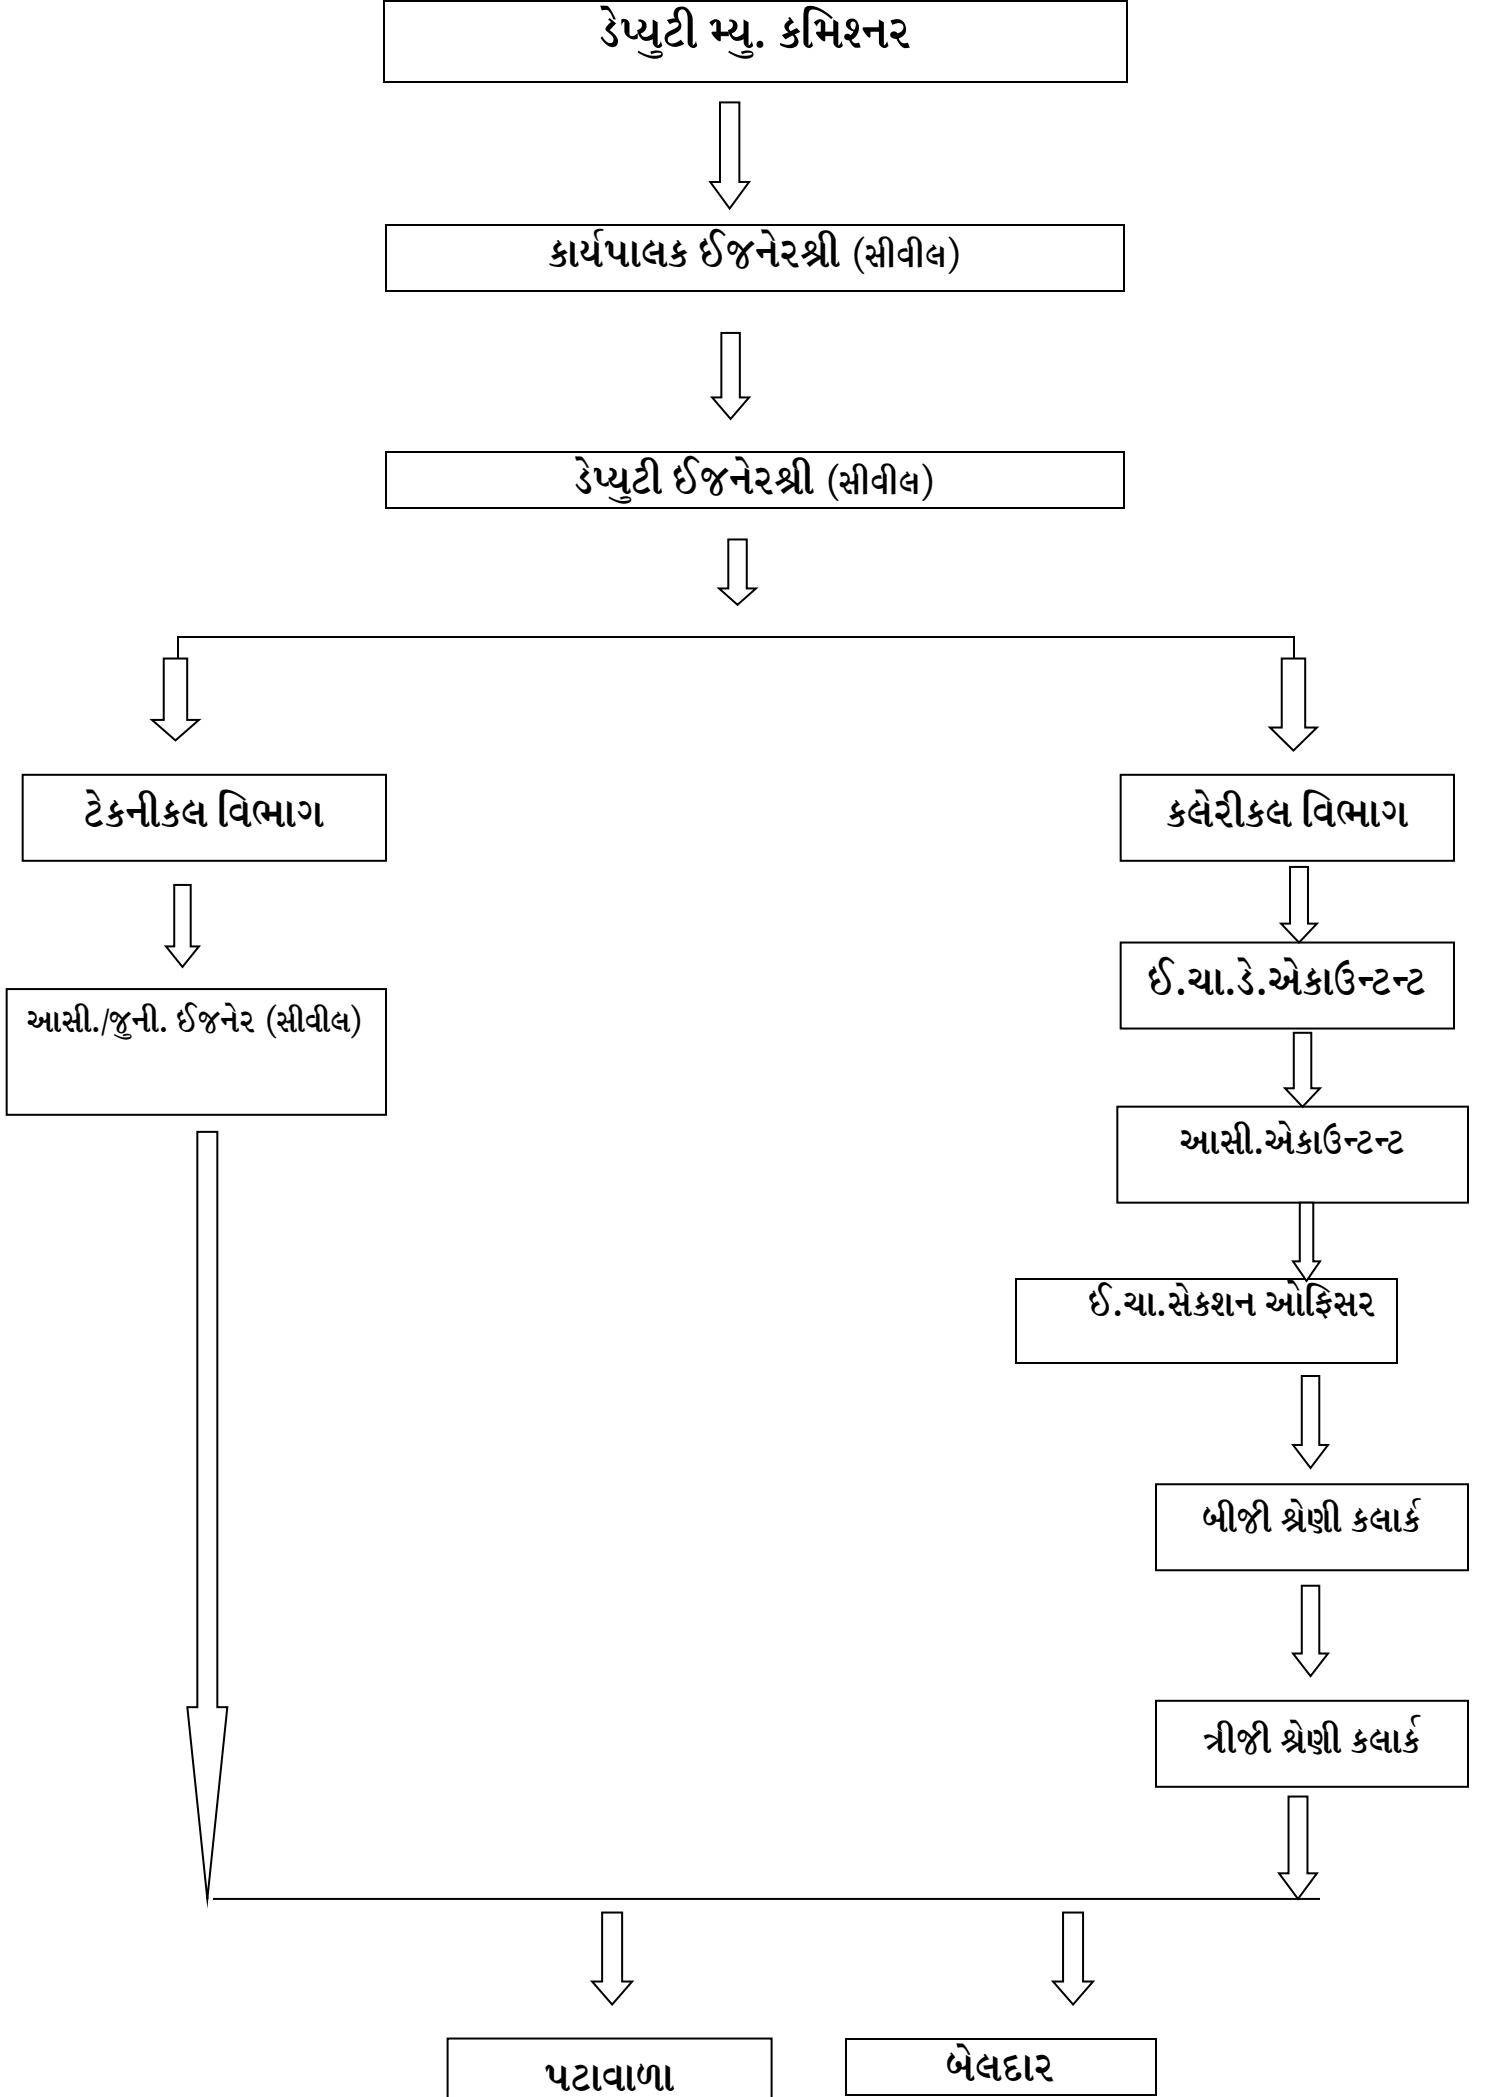 ડેપ્યુટી મ્યુ. કમિશ્નર
કાર્યપાલક ઈજનેરશ્રી (સીવીલ)
ડેપ્યુટી ઈજનેરશ્રી (સીવીલ)
ટેકનીકલ વિભાગ
કલેરીકલ વિભાગ
ઈ.ચા.ડે.એકાઉન્ટન્ટ
આસી./જુની. ઈજનેર (સીવીલ)
આસી.એકાઉન્ટન્ટ
ઈ.ચા.સેકશન ઓફિસર
બીજી શ્રેણી કલાર્ક
ત્રીજી શ્રેણી કલાર્ક
પટાવાળા
બેલદાર